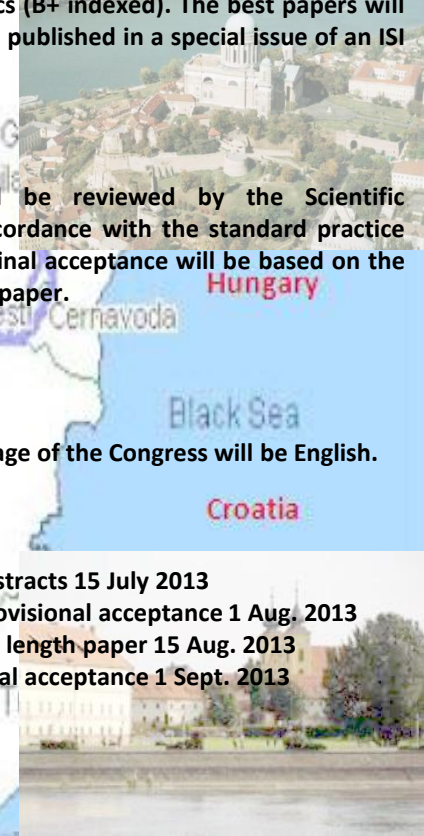 cs (B+ indexed). The best papers will
published in a special issue of an ISI
be reviewed by the Scientific
cordance with the standard practice
inal acceptance will be based on the
paper.
Hungary
Cernavoda
Black Sea
age of the Congress will be English.
Croatia
stracts 15 July 2013
ovisional acceptance 1 Aug. 2013
length paper 15 Aug. 2013
al acceptance 1 Sept. 2013